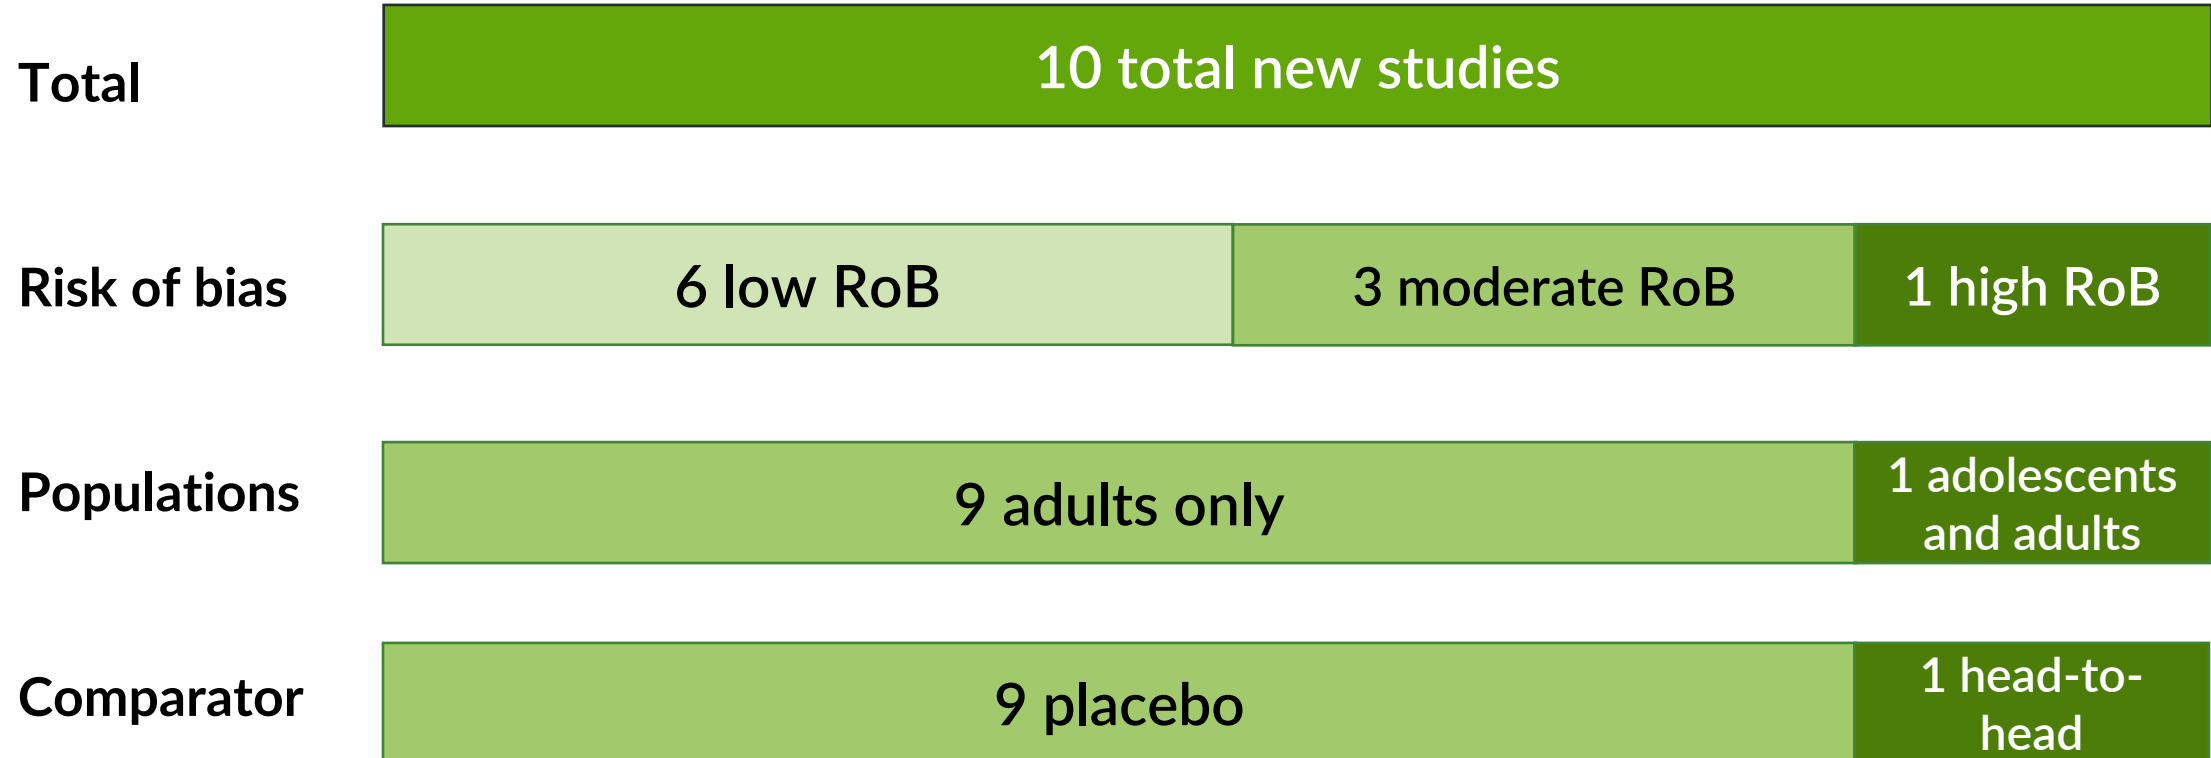 Total
10 total new studies
Risk of bias
6 low RoB
3 moderate RoB
1 high RoB
Populations
9 adults only
1 adolescents
and adults
Comparator
9 placebo
1 head-to-
head